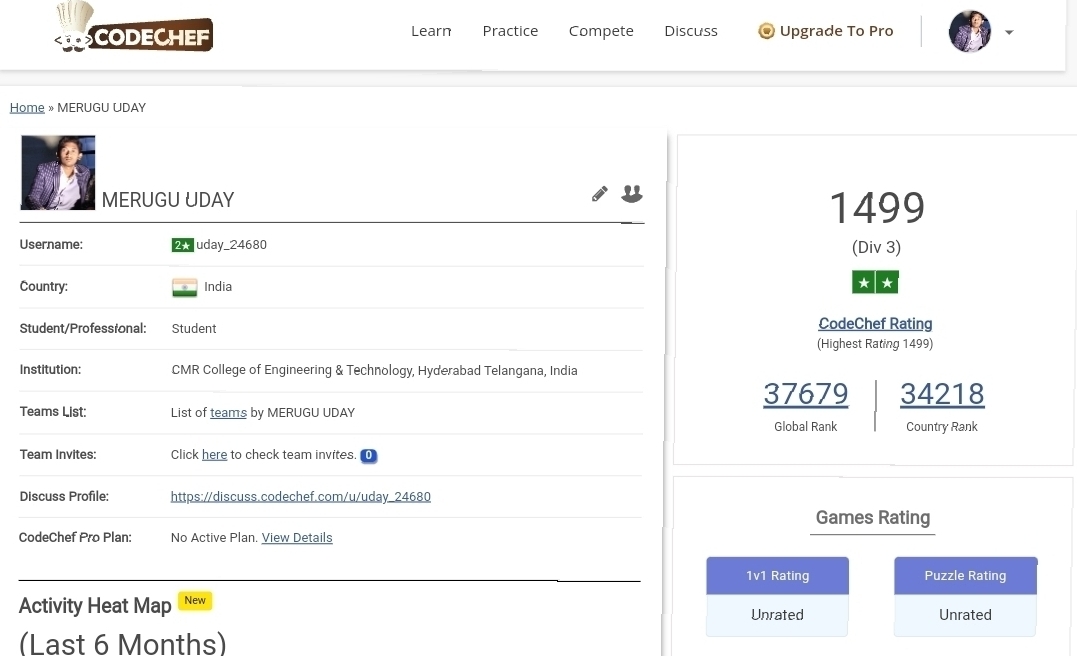 CODECHEF
Learn Practice Compete Discuss Upgrade To Pro
Home » MERUGU UDAY
MERUGU UDAY
Username: 2★ uday_24680
Country: India
Student/Professional: Student
Institution: CMR College of Engineering & Technology, Hyderabad Telangana, India
Teams List: List of teams by MERUGU UDAY
Team Invites: Click here to check team invites. 0
Discuss Profile: https://discuss.codechef.com/u/uday_24680
CodeChef Pro Plan: No Active Plan. View Details
Activity Heat Map New
(Last 6 Months)
1499
(Div 3)
★ ★
CodeChef Rating
(Highest Rating 1499)
37679 34218
Global Rank Country Rank
Games Rating
1v1 Rating Puzzle Rating
Unrated Unrated